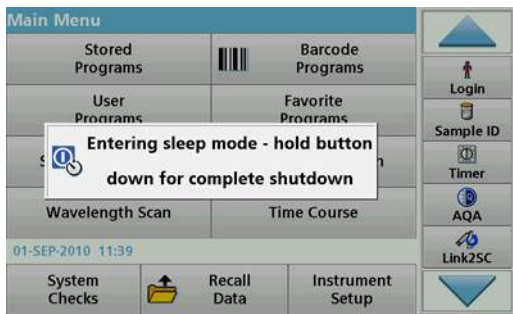 Main Menu
Stored
Programs
Barcode
Programs
User
Programs
Favorite
Programs
Entering sleep mode - hold button
down for complete shutdown
Wavelength Scan
Time Course
01-SEP-2010 11:39
System
Checks
Recall
Data
Instrument
Setup
Login
Sample ID
Timer
AQA
Link2SC